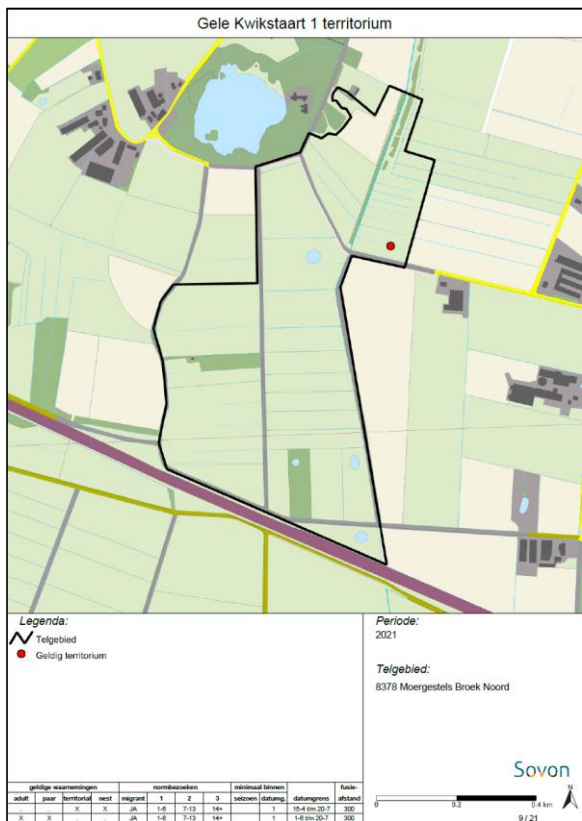 Gele Kwikstaart 1 territorium
Legenda:
Telgebied
Geldig territorium
Periode:
2021
Telgebied:
8378 Moergestels Broek Noord
Sovon
0 0.2 0.4 km
N
9 / 21
geldige waarnemingen normbezoeken minimaal binnen fusie-
adult paar territoriaal nest migrant 1 2 3 seizoen datumg. datumgrens afstand
. . X X JA 1-6 7-13 14+ . 1 15-4 t/m 20-7 300
X X . . JA 1-6 7-13 14+ . 1 1-6 t/m 20-7 300